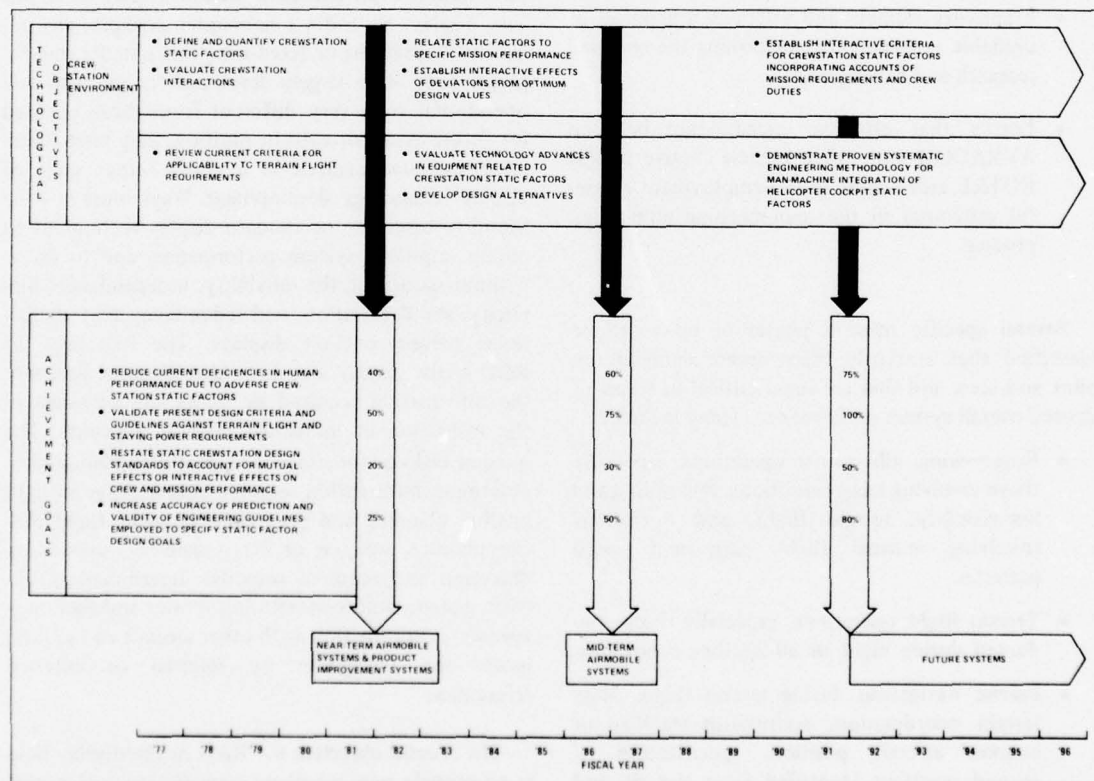 TECHNOLOGICAL
OBJECTIVES
CREW
STATION
ENVIRONMENT
• DEFINE AND QUANTIFY CREWSTATION
STATIC FACTORS
• EVALUATE CREWSTATION
INTERACTIONS
• RELATE STATIC FACTORS TO
SPECIFIC MISSION PERFORMANCE
• ESTABLISH INTERACTIVE EFFECTS
OF DEVIATIONS FROM OPTIMUM
DESIGN VALUES
• ESTABLISH INTERACTIVE CRITERIA
FOR CREWSTATION STATIC FACTORS
INCORPORATING ACCOUNTS OF
MISSION REQUIREMENTS AND CREW
DUTIES
• REVIEW CURRENT CRITERIA FOR
APPLICABILITY TO TERRAIN FLIGHT
REQUIREMENTS
• EVALUATE TECHNOLOGY ADVANCES
IN EQUIPMENT RELATED TO
CREWSTATION STATIC FACTORS
• DEVELOP DESIGN ALTERNATIVES
• DEMONSTRATE PROVEN SYSTEMATIC
ENGINEERING METHODOLOGY FOR
MAN-MACHINE INTEGRATION OF
HELICOPTER COCKPIT STATIC
FACTORS
ACHIEVEMENT
GOALS
• REDUCE CURRENT DEFICIENCIES IN HUMAN
PERFORMANCE DUE TO ADVERSE CREW-
STATION STATIC FACTORS
40% 60% 75%
• VALIDATE PRESENT DESIGN CRITERIA AND
GUIDELINES AGAINST TERRAIN FLIGHT AND
STAYING POWER REQUIREMENTS
50% 75% 100%
• RESTATE STATIC CREWSTATION DESIGN
STANDARDS TO ACCOUNT FOR MUTUAL
EFFECTS OR INTERACTIVE EFFECTS ON
CREW AND MISSION PERFORMANCE
20% 30% 50%
• INCREASE ACCURACY OF PREDICTION AND
VALIDITY OF ENGINEERING GUIDELINES
EMPLOYED TO SPECIFY STATIC FACTOR
DESIGN GOALS
25% 50% 80%
NEAR TERM AIRMOBILE
SYSTEMS & PRODUCT
IMPROVEMENT SYSTEMS
MID TERM
AIRMOBILE
SYSTEMS
FUTURE SYSTEMS
'77 '78 '79 '80 '81 '82 '83 '84 '85 '86 '87 '88 '89 '90 '91 '92 '93 '94 '95 '96
FISCAL YEAR